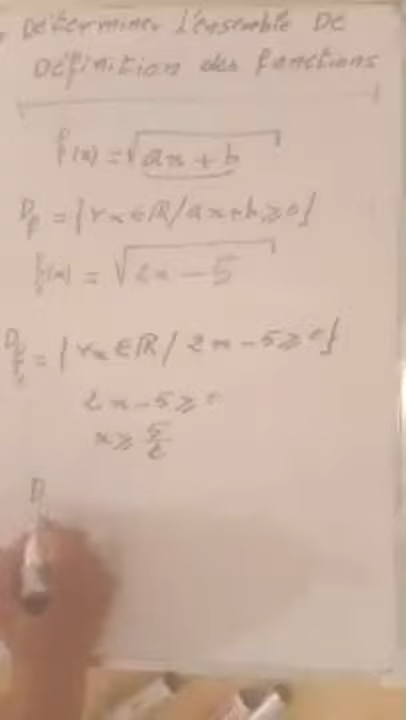 Déterminer l'ensemble De
Définition des fonctions
f(x) = √ax + b
Df = {∀x ∈ ℝ / ax+b ≥ 0}
f(x) = √2x - 5
Df = {∀x ∈ ℝ / 2x - 5 ≥ 0}
2x - 5 ≥ 0
x ≥ 5/2
D